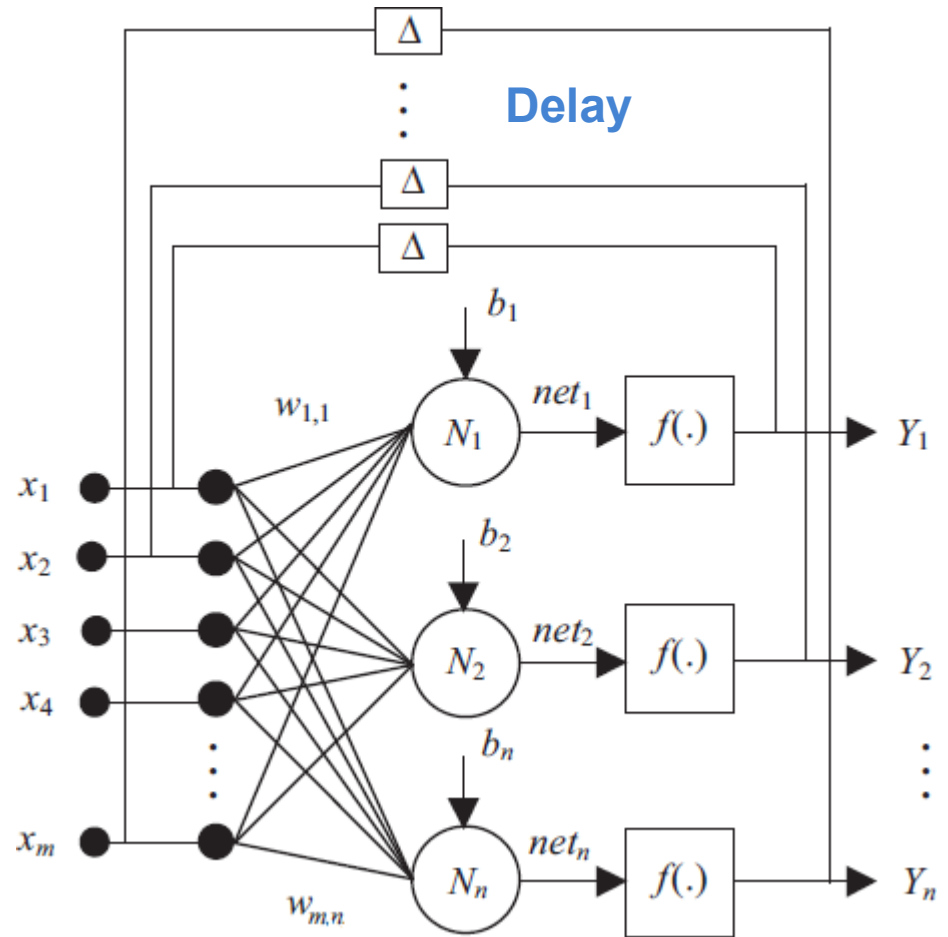 Δ
Delay
Δ
Δ
b₁
w₁,₁
net₁
N₁
f(.)
Y₁
x₁
x₂
b₂
x₃
net₂
N₂
f(.)
Y₂
x₄
bₙ
xₘ
netₙ
Nₙ
f(.)
Yₙ
wₘ,ₙ